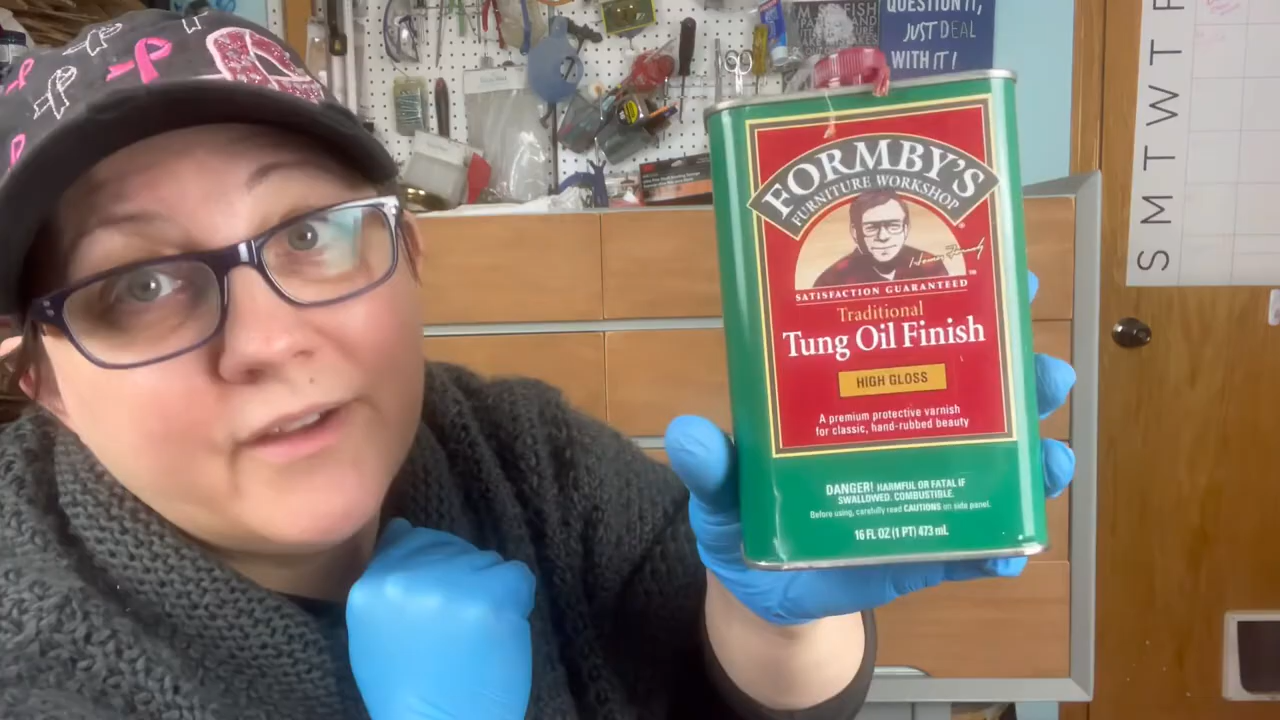 QUESTION IT,
JUST DEAL
WITH IT!
S M T W T F
FORMBY'S
FURNITURE WORKSHOP
SATISFACTION GUARANTEED
Traditional
Tung Oil Finish
HIGH GLOSS
A premium protective varnish
for classic, hand-rubbed beauty
DANGER! HARMFUL OR FATAL IF
SWALLOWED. COMBUSTIBLE.
Before using, carefully read CAUTIONS on side panel.
16 FL OZ (1 PT) 473 mL